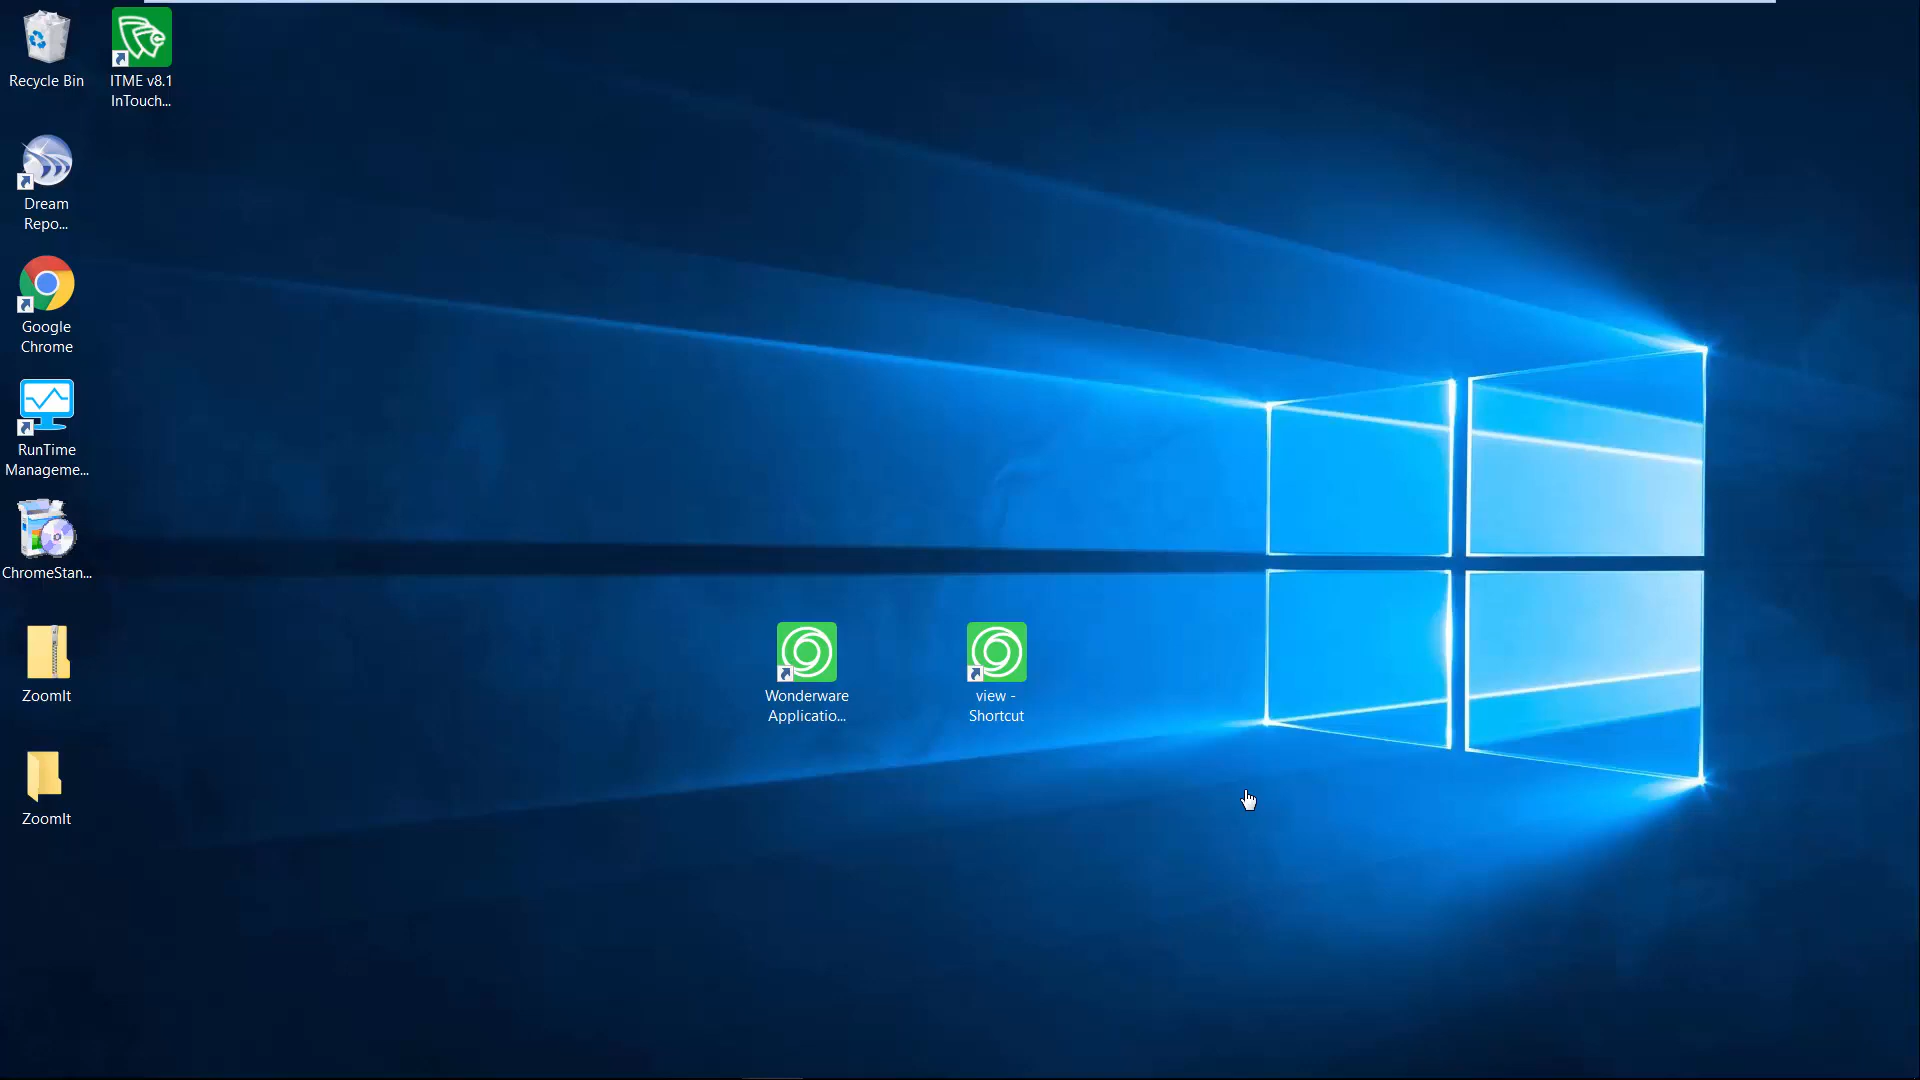 Recycle Bin
ITME v8.1
InTouch...
Dream
Repo...
Google
Chrome
RunTime
Manageme...
ChromeStan...
ZoomIt
ZoomIt
Wonderware
Applicatio...
view -
Shortcut